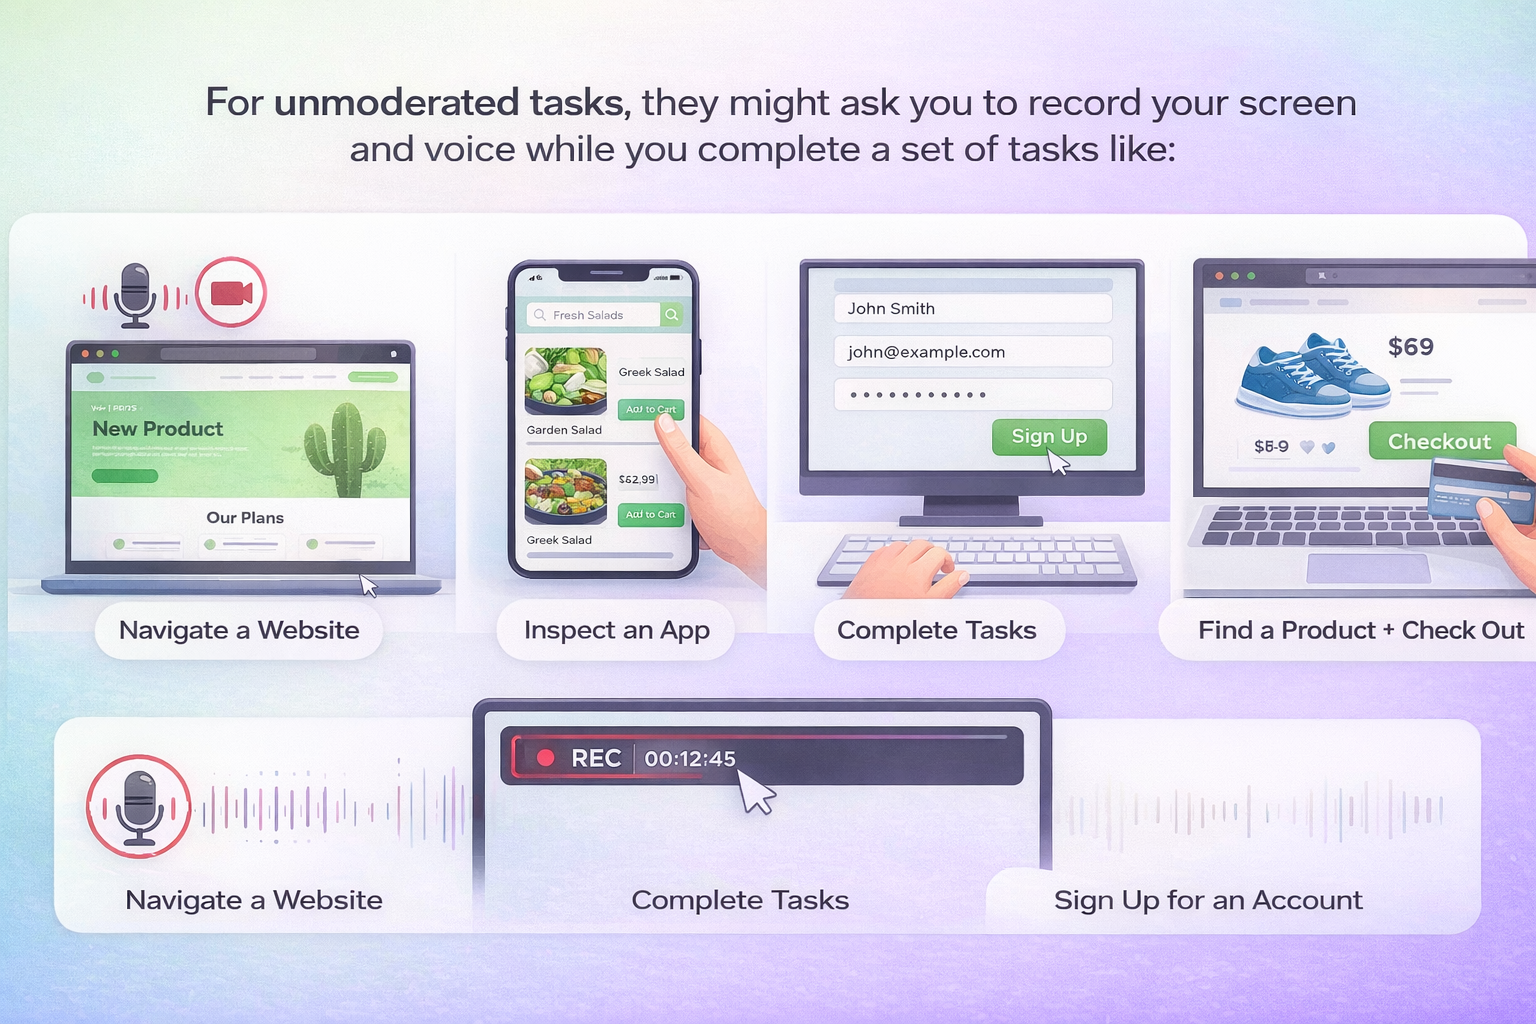 For unmoderated tasks, they might ask you to record your screen
and voice while you complete a set of tasks like:
New Product
Our Plans
Navigate a Website
Fresh Salads
Greek Salad
Add to Cart
Garden Salad
$62,99
Add to Cart
Greek Salad
Inspect an App
John Smith
john@example.com
Sign Up
Complete Tasks
$69
Checkout
Find a Product + Check Out
REC 00:12:45
Navigate a Website
Complete Tasks
Sign Up for an Account